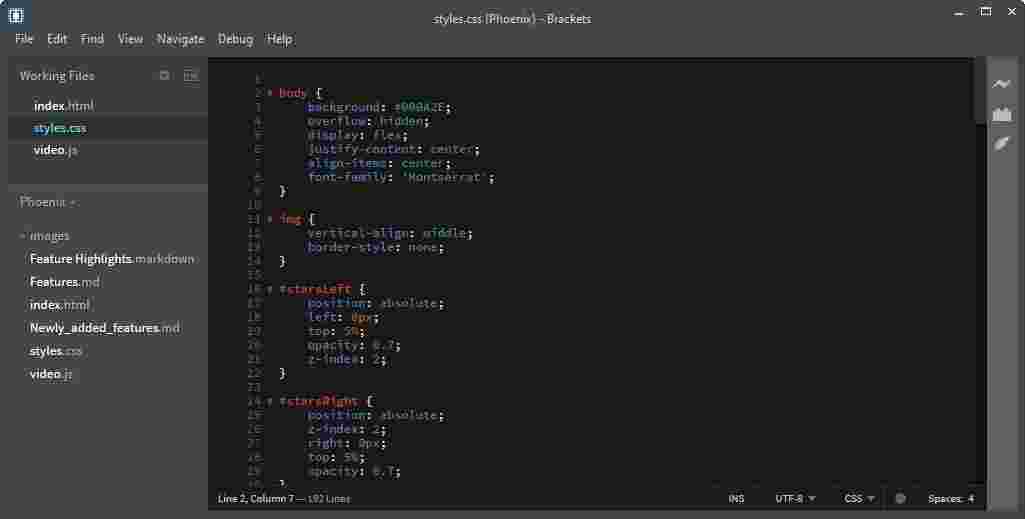 styles.css (Phoenix) - Brackets
File Edit Find View Navigate Debug Help
Working Files
index.html
styles.css
video.js
Phoenix
images
Feature Highlights.markdown
Features.md
index.html
Newly_added_features.md
styles.css
video.js
1
2 body {
3 background: #000A2E;
4 overflow: hidden;
5 display: flex;
6 justify-content: center;
7 align-items: center;
8 font-family: 'Montserrat';
9 }
10
11 img {
12 vertical-align: middle;
13 border-style: none;
14 }
15
16 #starsLeft {
17 position: absolute;
18 left: 0px;
19 top: 5%;
20 opacity: 0.7;
21 z-index: 2;
22 }
23
24 #starsRight {
25 position: absolute;
26 z-index: 2;
27 right: 0px;
28 top: 5%;
29 opacity: 0.7;
30 }
Line 2, Column 7 — 192 Lines INS UTF-8 CSS Spaces: 4